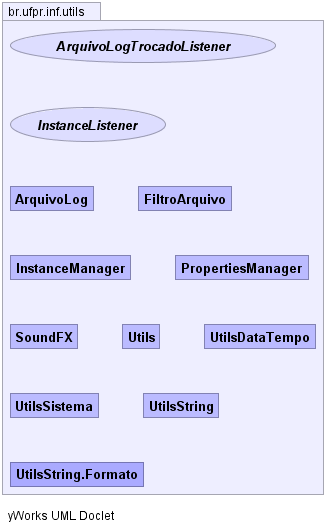 br.ufpr.inf.utils
ArquivoLogTrocadoListener
InstanceListener
ArquivoLog FiltroArquivo
InstanceManager PropertiesManager
SoundFX Utils UtilsDataTempo
UtilsSistema UtilsString
UtilsString.Formato
yWorks UML Doclet